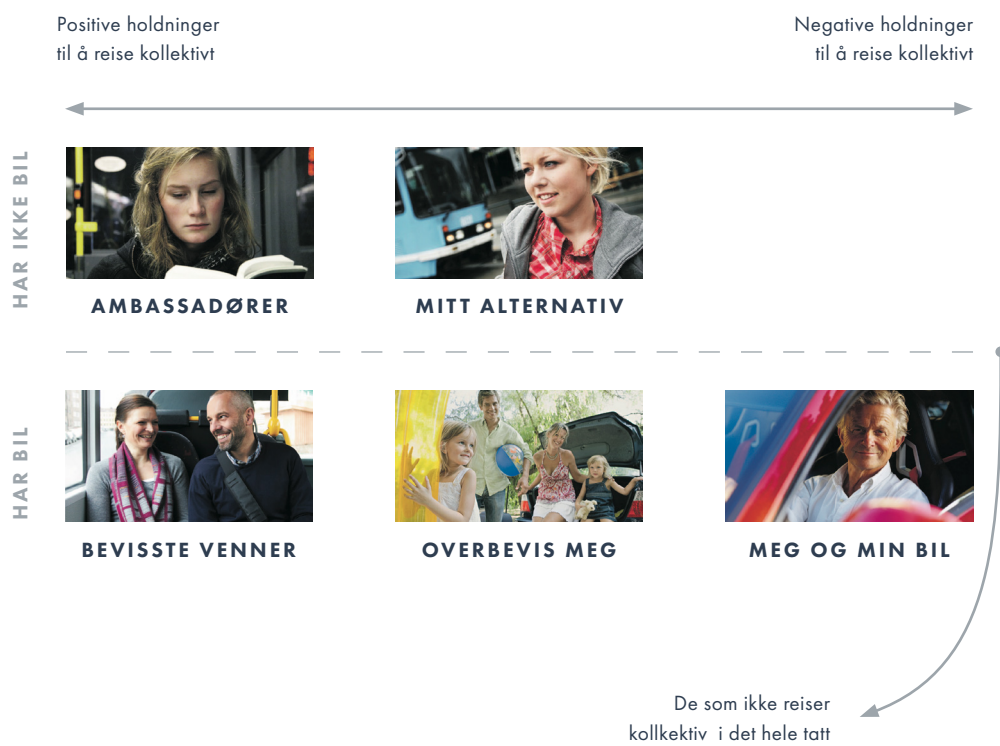 Positive holdninger
til å reise kollektivt
Negative holdninger
til å reise kollektivt
HAR IKKE BIL
AMBASSADØRER
MITT ALTERNATIV
HAR BIL
BEVISSTE VENNER
OVERBEVIS MEG
MEG OG MIN BIL
De som ikke reiser
kollkektiv i det hele tatt